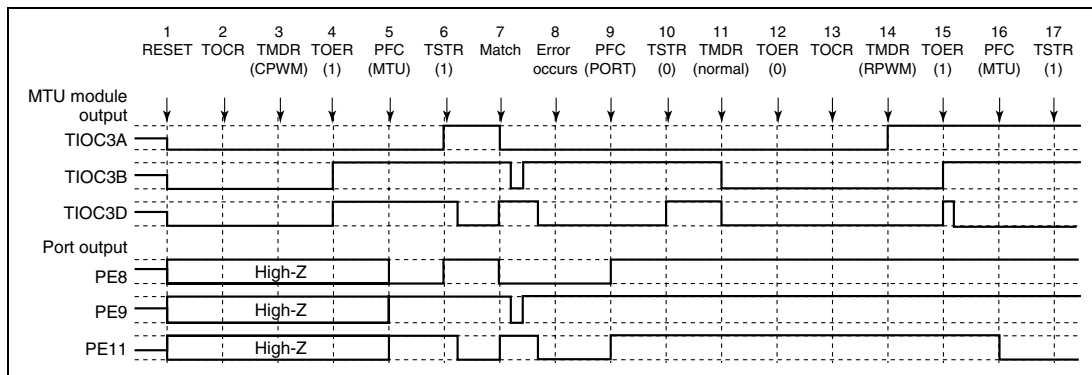 1 2 3 4 5 6 7 8 9 10 11 12 13 14 15 16 17
RESET TOCR TMDR TOER PFC TSTR Match Error PFC TSTR TMDR TOER TOCR TMDR TOER PFC TSTR
(CPWM) (1) (MTU) (1) occurs (PORT) (0) (normal) (0) (RPWM) (1) (MTU) (1)
MTU module
output
TIOC3A
TIOC3B
TIOC3D
Port output
PE8 High-Z
PE9 High-Z
PE11 High-Z